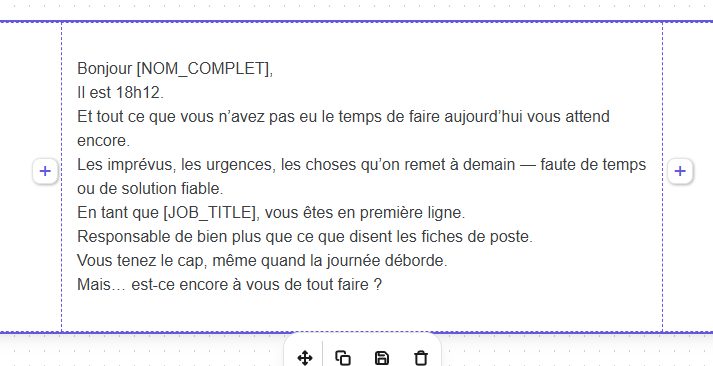 Bonjour [NOM_COMPLET],
Il est 18h12.
Et tout ce que vous n’avez pas eu le temps de faire aujourd’hui vous attend
encore.
Les imprévus, les urgences, les choses qu’on remet à demain — faute de temps
ou de solution fiable.
En tant que [JOB_TITLE], vous êtes en première ligne.
Responsable de bien plus que ce que disent les fiches de poste.
Vous tenez le cap, même quand la journée déborde.
Mais… est-ce encore à vous de tout faire ?